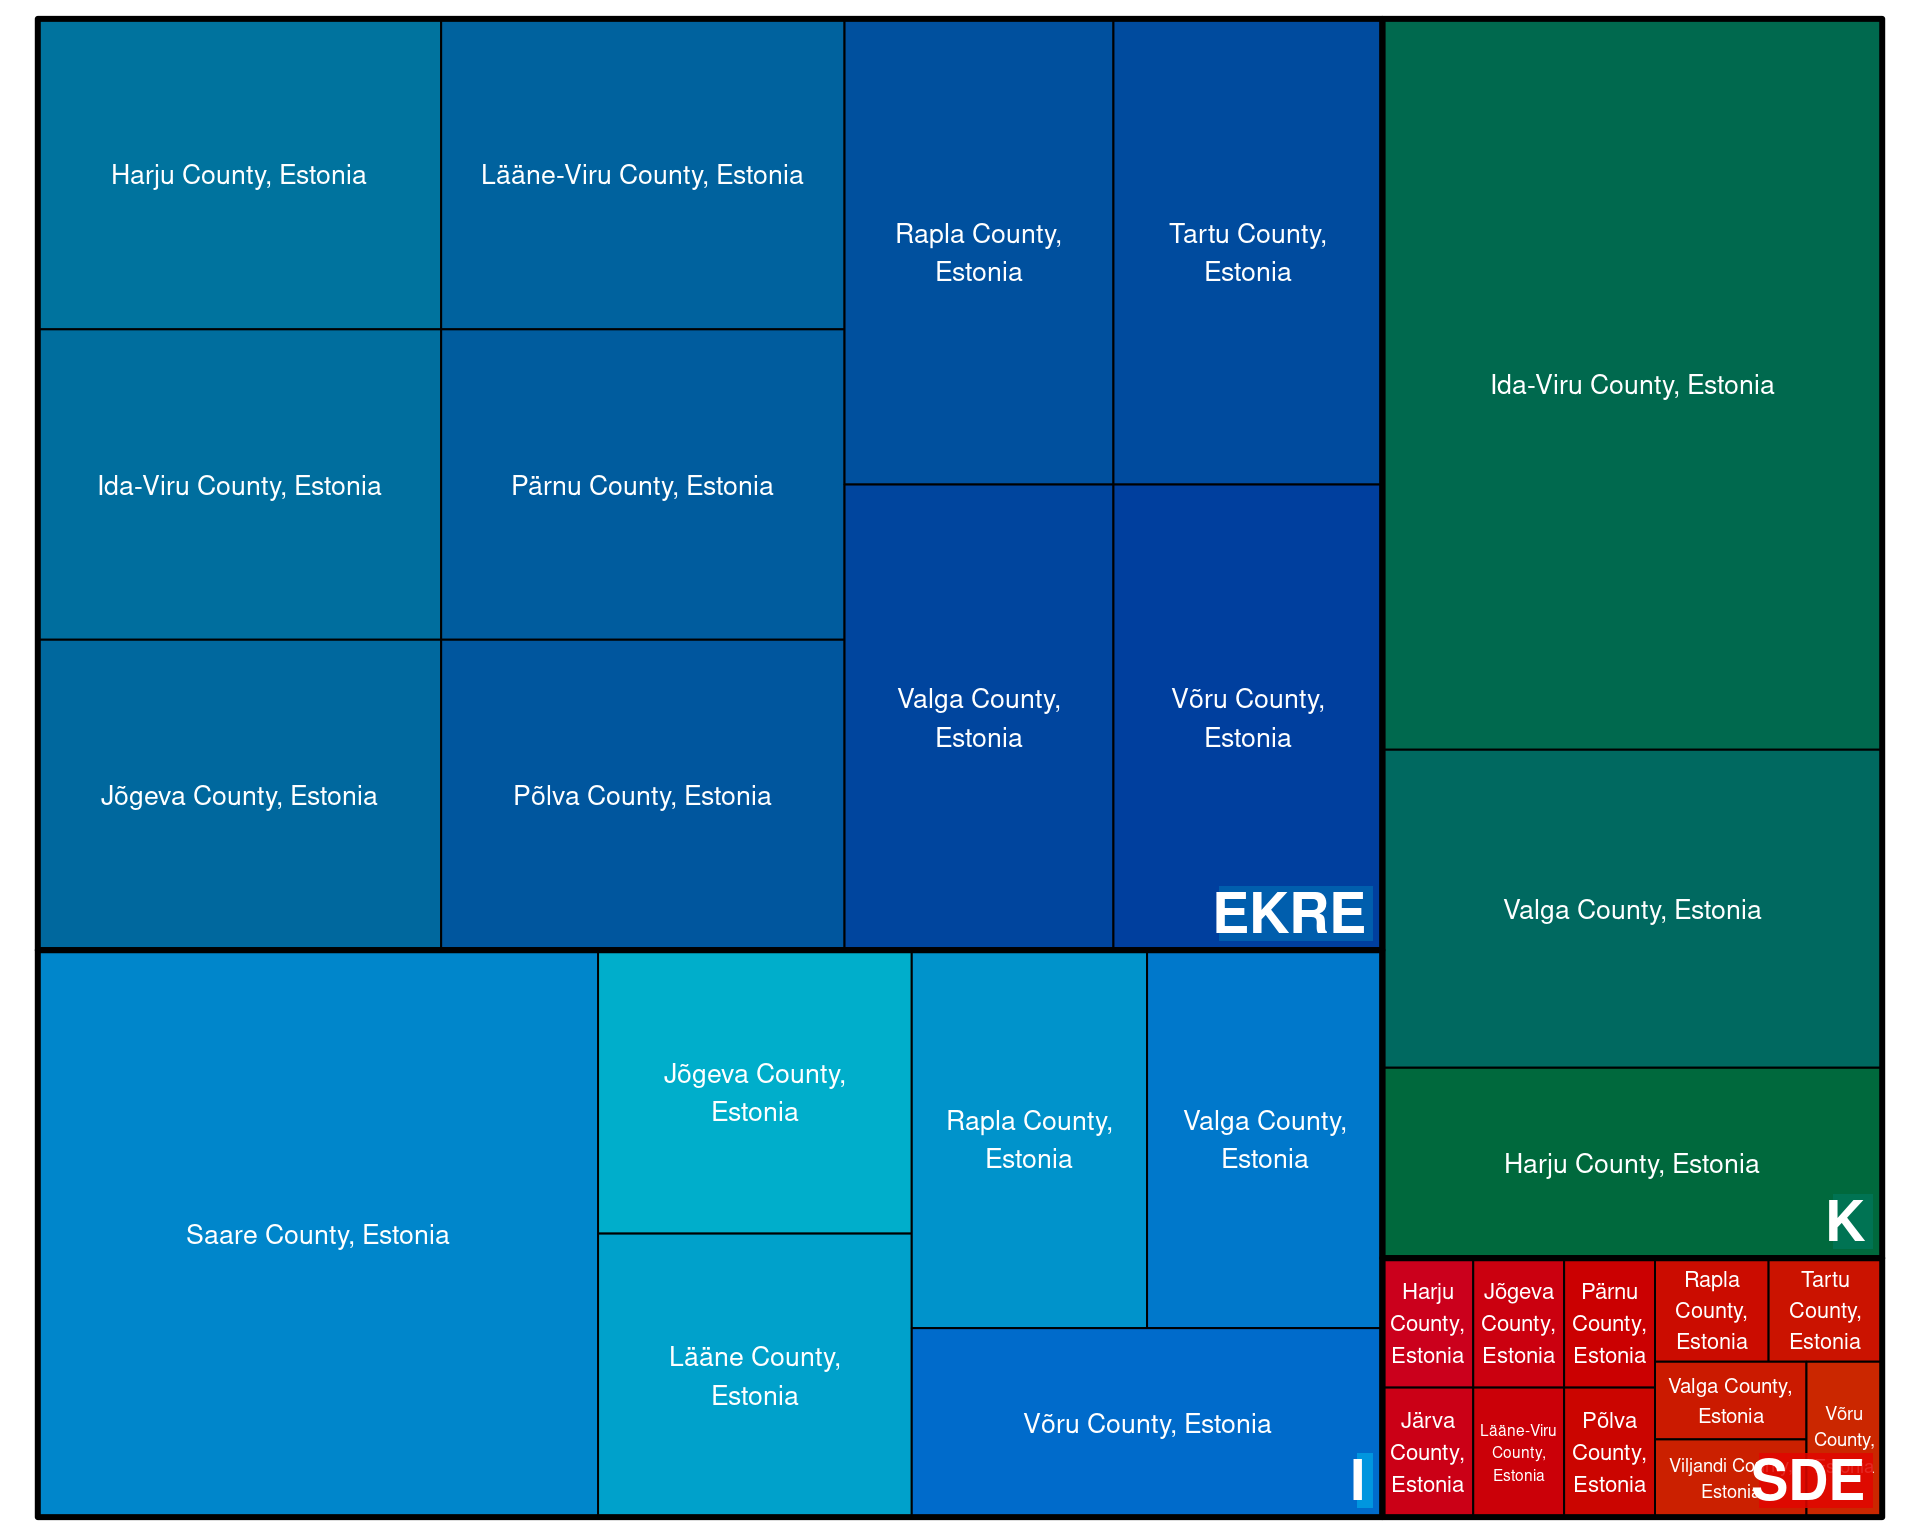 Harju County, Estonia
Lääne-Viru County, Estonia
Rapla County,
Estonia
Tartu County,
Estonia
Ida-Viru County, Estonia
Pärnu County, Estonia
Jõgeva County, Estonia
Põlva County, Estonia
Valga County,
Estonia
Võru County,
Estonia
EKRE
Ida-Viru County, Estonia
Valga County, Estonia
Harju County, Estonia
K
Saare County, Estonia
Jõgeva County,
Estonia
Lääne County,
Estonia
Rapla County,
Estonia
Valga County,
Estonia
Võru County, Estonia
I
Harju
County,
Estonia
Jõgeva
County,
Estonia
Pärnu
County,
Estonia
Rapla
County,
Estonia
Tartu
County,
Estonia
Järva
County,
Estonia
Lääne-Viru
County,
Estonia
Põlva
County,
Estonia
Valga County,
Estonia
Võru
County,
Viljandi
Estonia
SDE